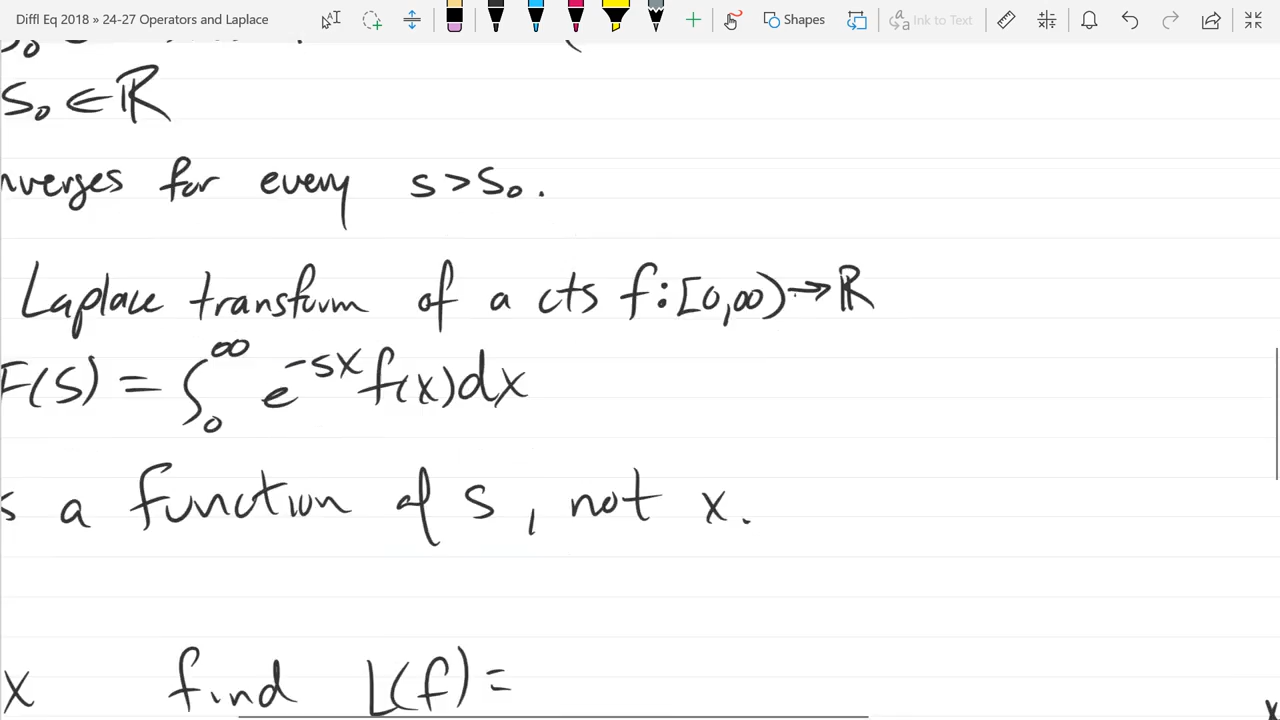 Diffl Eq 2018 » 24-27 Operators and Laplace
Shapes
Ink to Text
S₀ ∈ ℝ
for every s > S₀.
Laplace transform of a cts f: [0,∞) → ℝ
F(S) = ∫₀^∞ e^{-sx} f(x) dx
s a function of s, not x.
x find L(f) =
x